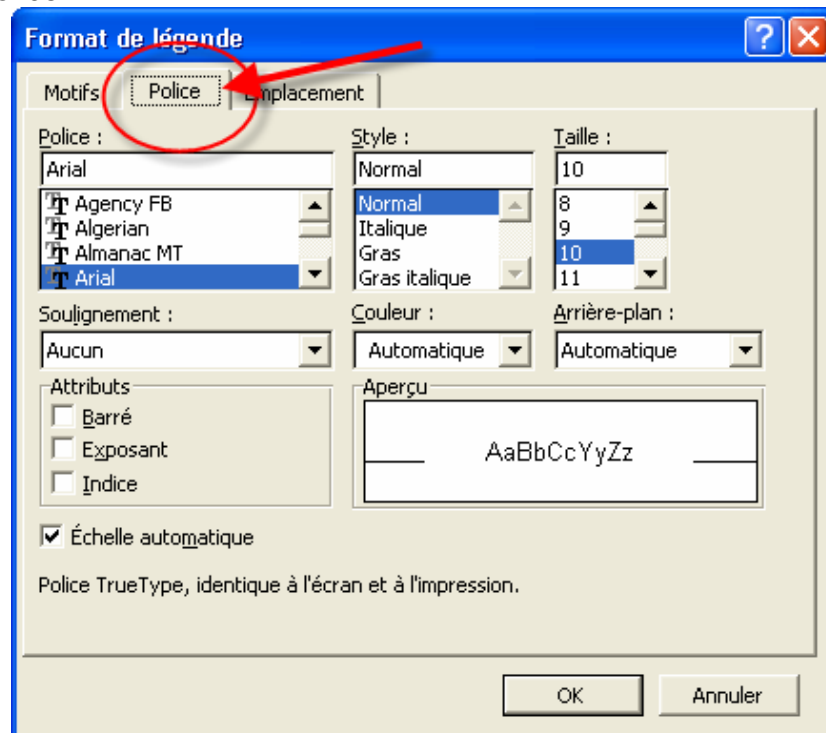 Format de légende
Motifs Police Emplacement
Police : Style : Taille :
Arial Normal 10
Agency FB Normal 8
Algerian Italique 9
Almanac MT Gras 10
Arial Gras italique 11
Soulignement : Couleur : Arrière-plan :
Aucun Automatique Automatique
Attributs Aperçu
Barré
Exposant AaBbCcYyZz
Indice
Échelle automatique
Police TrueType, identique à l'écran et à l'impression.
OK Annuler